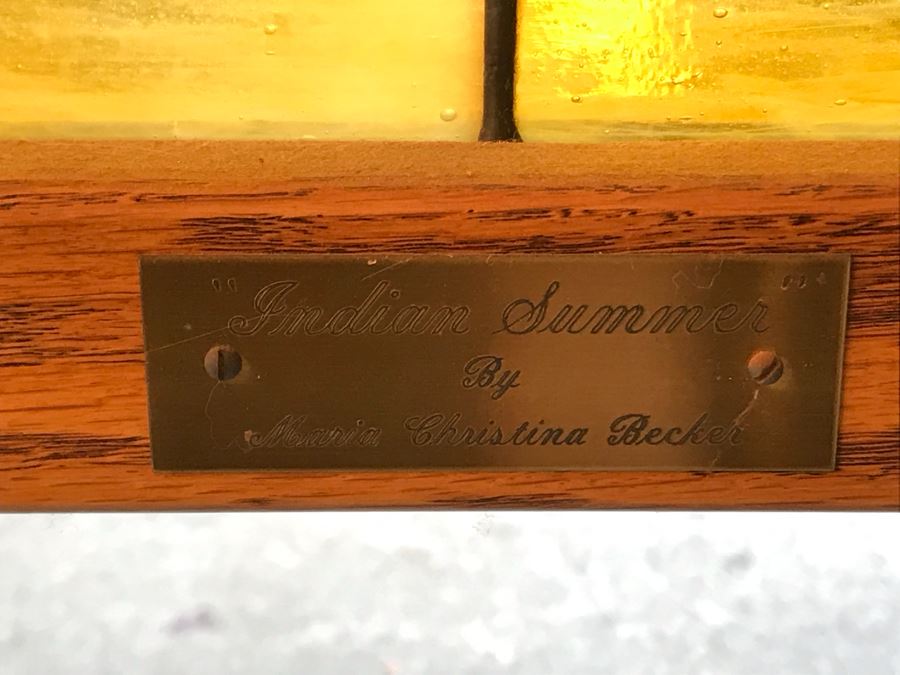 "Indian Summer"
By
Maria Christina Becker